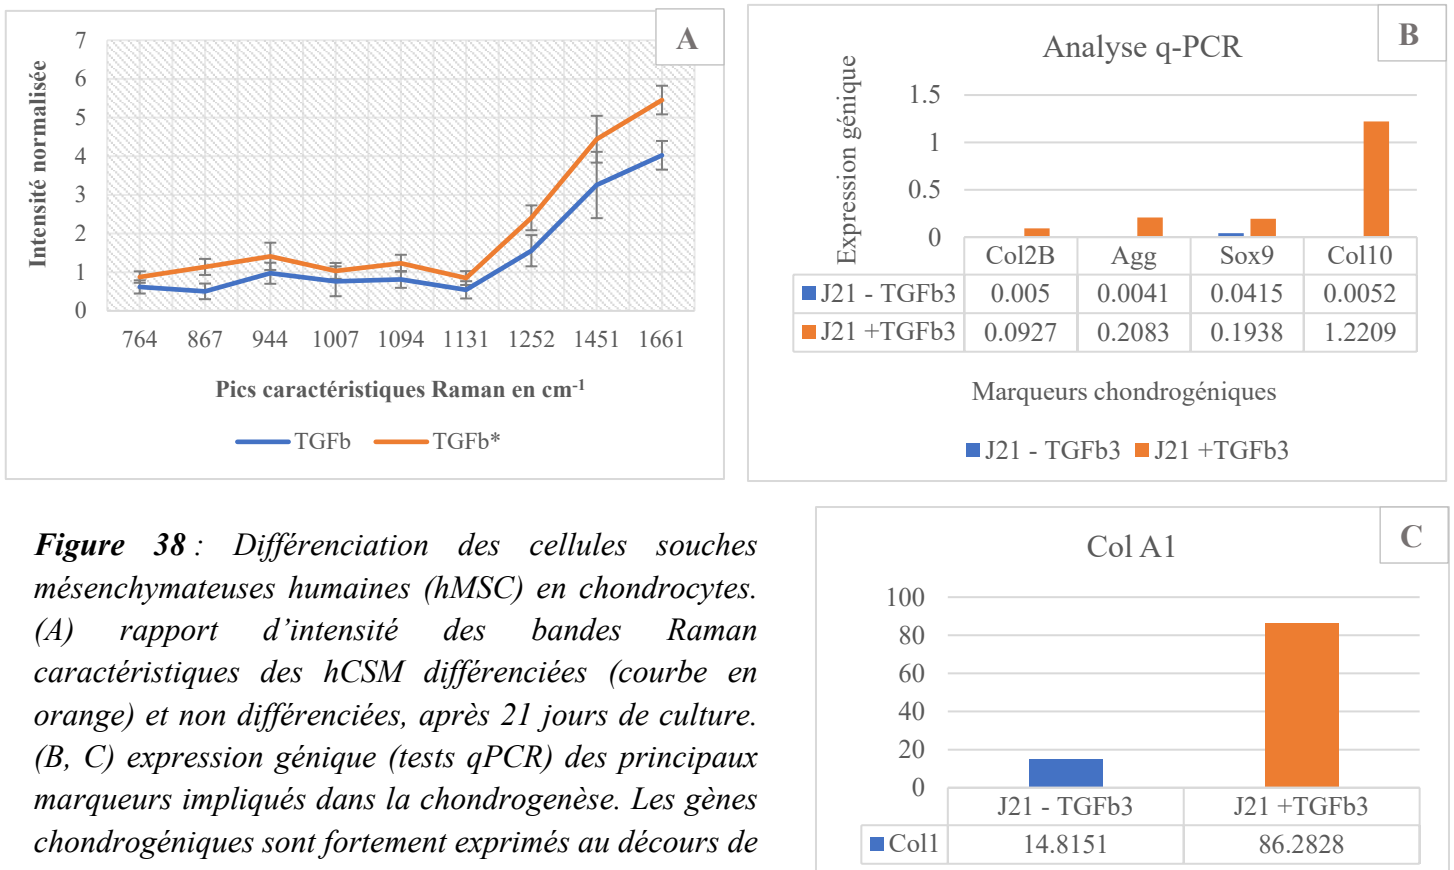 A
Intensité normalisée
7
6
5
4
3
2
1
0
764 867 944 1007 1094 1131 1252 1451 1661
Pics caractéristiques Raman en cm-1
TGFb TGFb*
B
Analyse q-PCR
Expression génique
1.5
1
0.5
0
Col2B Agg Sox9 Col10
J21 - TGFb3 0.005 0.0041 0.0415 0.0052
J21 +TGFb3 0.0927 0.2083 0.1938 1.2209
Marqueurs chondrogéniques
J21 - TGFb3 J21 +TGFb3
Figure 38 : Différenciation des cellules souches
mésenchymateuses humaines (hMSC) en chondrocytes.
(A) rapport d’intensité des bandes Raman
caractéristiques des hCSM différenciées (courbe en
orange) et non différenciées, après 21 jours de culture.
(B, C) expression génique (tests qPCR) des principaux
marqueurs impliqués dans la chondrogenèse. Les gènes
chondrogéniques sont fortement exprimés au décours de
C
Col A1
100
80
60
40
20
0
J21 - TGFb3 J21 +TGFb3
Col1 14.8151 86.2828